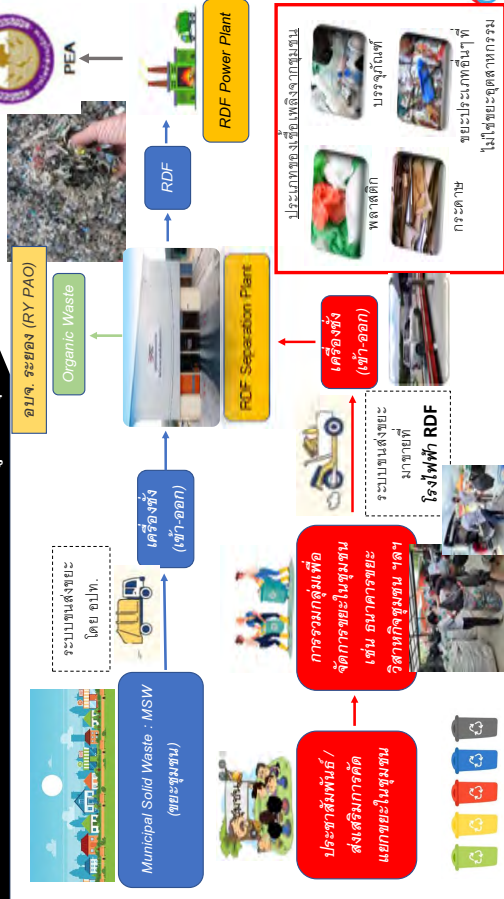 Municipal Solid Waste : MSW
(ขยะชุมชน)
ระบบขนส่งขยะ
โดย อปท.
เครื่องชั่ง
(เข้า-ออก)
อบจ. ระยอง (RY PAO)
Organic Waste
RDF Separation Plant
RDF
RDF Power Plant
PEA
ชุมชน
ประชาสัมพันธ์ /
ส่งเสริมการคัด
แยกขยะในชุมชน
การรวมกลุ่มเพื่อ
จัดการขยะในชุมชน
เช่น ธนาคารขยะ
วิสาหกิจชุมชน ฯลฯ
ระบบขนส่งขยะ
มาขายที่
โรงไฟฟ้า RDF
เครื่องชั่ง
(เข้า-ออก)
ประเภทของเชื้อเพลิงจากชุมชน
พลาสติก
บรรจุภัณฑ์
กระดาษ
ขยะประเภทอื่นๆที่
ไม่ใช่ขยะอุตสาหกรรม